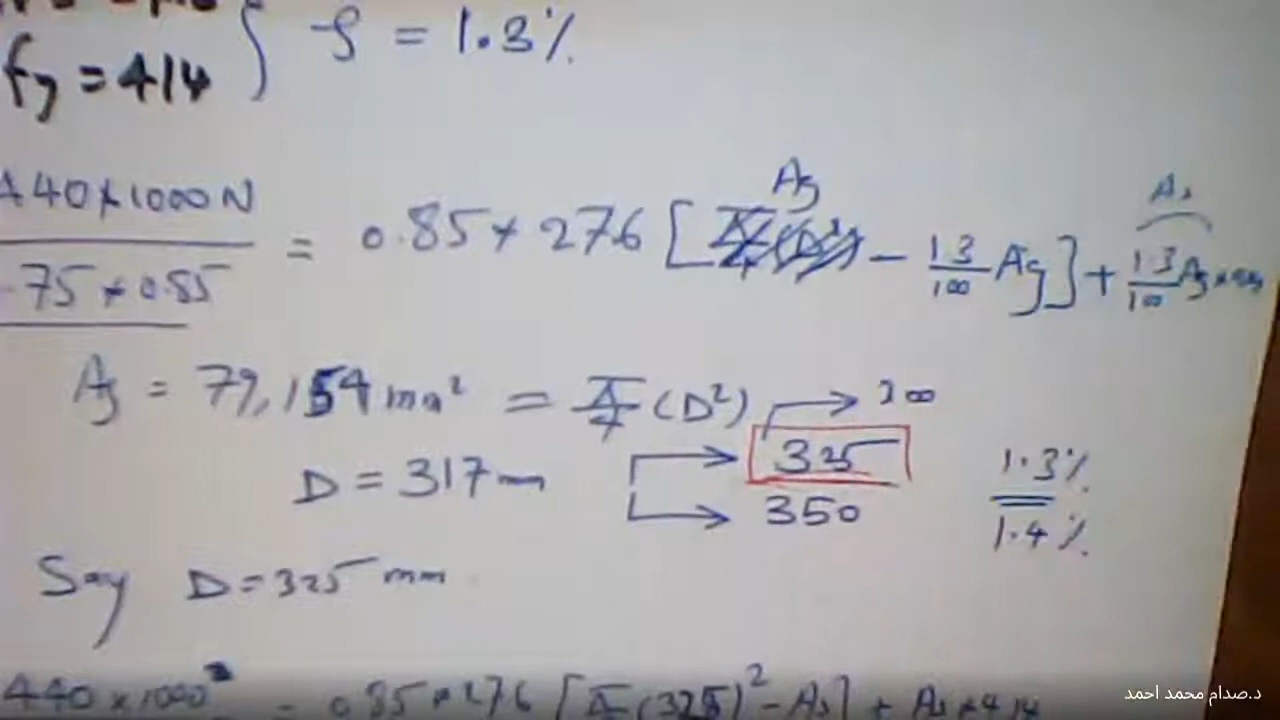 fy = 414 } ρ = 1.3%
440 × 1000 N
.75 × 0.85
= 0.85 × 276 [ Ag - 1.3/100 Ag ] + 1.3/100 Ag ×
As
Ag = 79,154 mm² = π/4 (D²)
300
D = 317 mm
325
350
1.3%
1.4%
Say D = 325 mm
440 × 1000 = 0.85 × 276 [ π/4 (325)² - As ] + As × 414
د.صدام محمد احمد